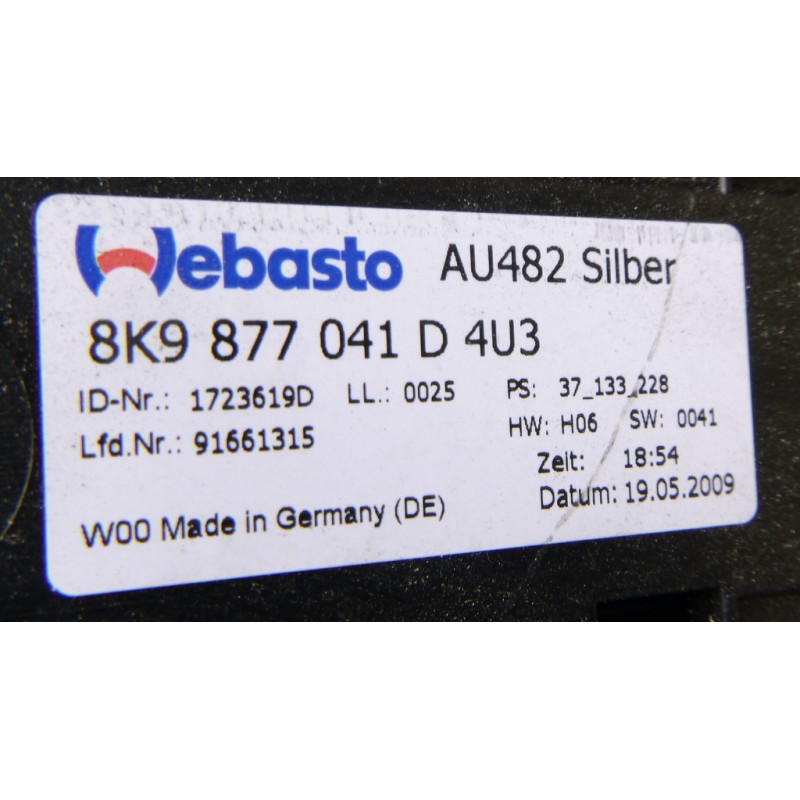 Webasto AU482 Silber
8K9 877 041 D 4U3
ID-Nr.: 1723619D LL.: 0025 PS: 37_133_228
Lfd.Nr.: 91661315 HW: H06 SW: 0041
Zeit: 18:54
W00 Made in Germany (DE) Datum: 19.05.2009